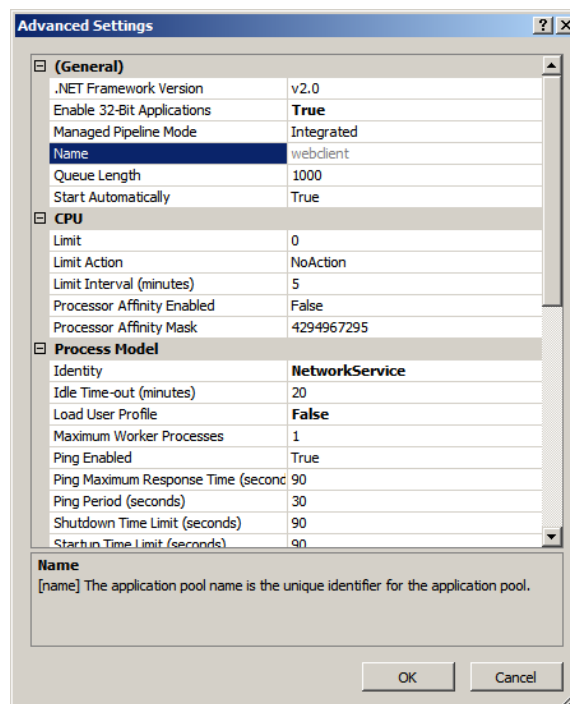 Advanced Settings
(General)
.NET Framework Version v2.0
Enable 32-Bit Applications True
Managed Pipeline Mode Integrated
Name webclient
Queue Length 1000
Start Automatically True
CPU
Limit 0
Limit Action NoAction
Limit Interval (minutes) 5
Processor Affinity Enabled False
Processor Affinity Mask 4294967295
Process Model
Identity NetworkService
Idle Time-out (minutes) 20
Load User Profile False
Maximum Worker Processes 1
Ping Enabled True
Ping Maximum Response Time (second 90
Ping Period (seconds) 30
Shutdown Time Limit (seconds) 90
Startup Time Limit (seconds) 90
Name
[name] The application pool name is the unique identifier for the application pool.
OK Cancel